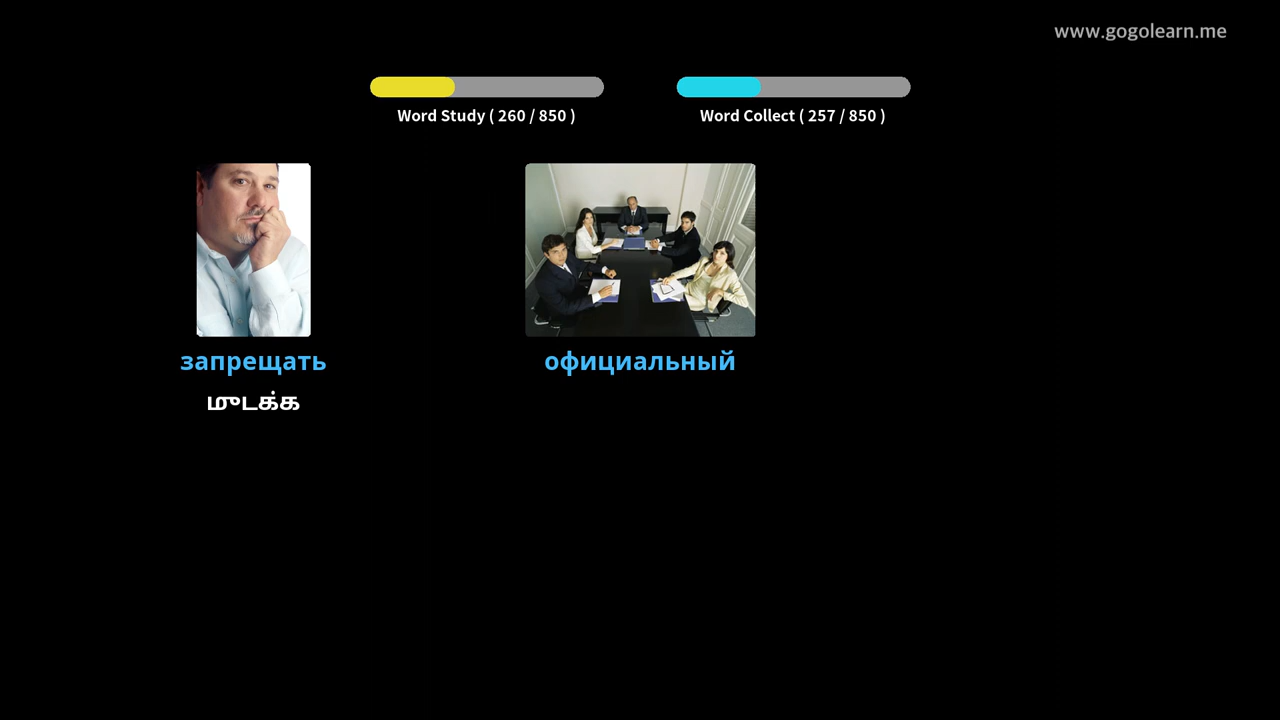 www.gogolearn.me
Word Study ( 260 / 850 )
Word Collect ( 257 / 850 )
запрещать
முடக்க
официальный